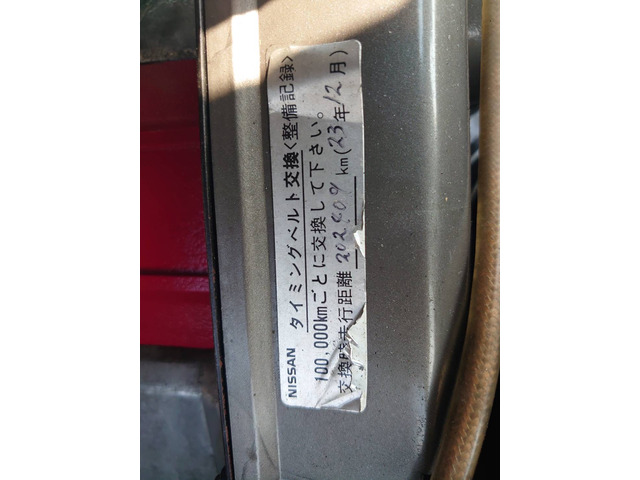 NISSAN タイミングベルト交換<整備記録>
100,000kmごとに交換して下さい。
交換時走行距離 202,409 km(23年12月)